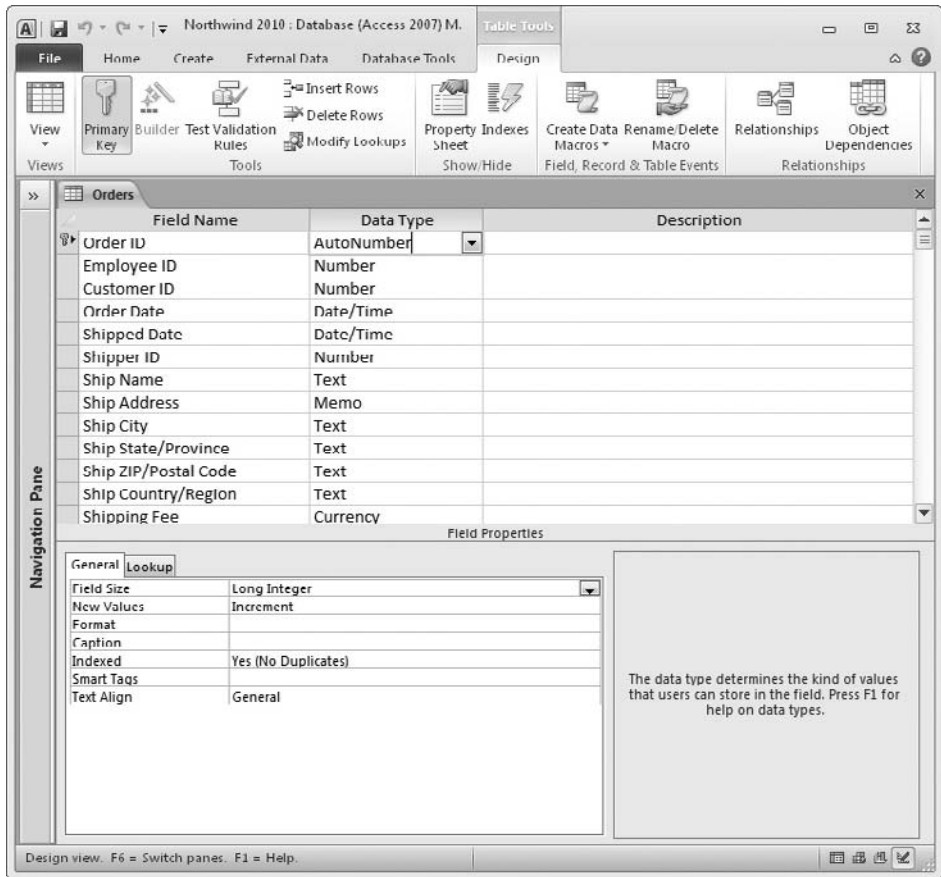 Northwind 2010 : Database (Access 2007) M.
Table Tools
File Home Create External Data Database Tools Design
View
Views
Primary Key
Builder
Test Validation Rules
Insert Rows
Delete Rows
Modify Lookups
Tools
Property Sheet
Indexes
Show/Hide
Create Data Macros
Rename/Delete Macro
Field, Record & Table Events
Relationships
Object Dependencies
Relationships
Orders
Field Name Data Type Description
Order ID AutoNumber
Employee ID Number
Customer ID Number
Order Date Date/Time
Shipped Date Date/Time
Shipper ID Number
Ship Name Text
Ship Address Memo
Ship City Text
Ship State/Province Text
Ship ZIP/Postal Code Text
Ship Country/Region Text
Shipping Fee Currency
Navigation Pane
Field Properties
General Lookup
Field Size Long Integer
New Values Increment
Format
Caption
Indexed Yes (No Duplicates)
Smart Tags
Text Align General
The data type determines the kind of values
that users can store in the field. Press F1 for
help on data types.
Design view. F6 = Switch panes. F1 = Help.